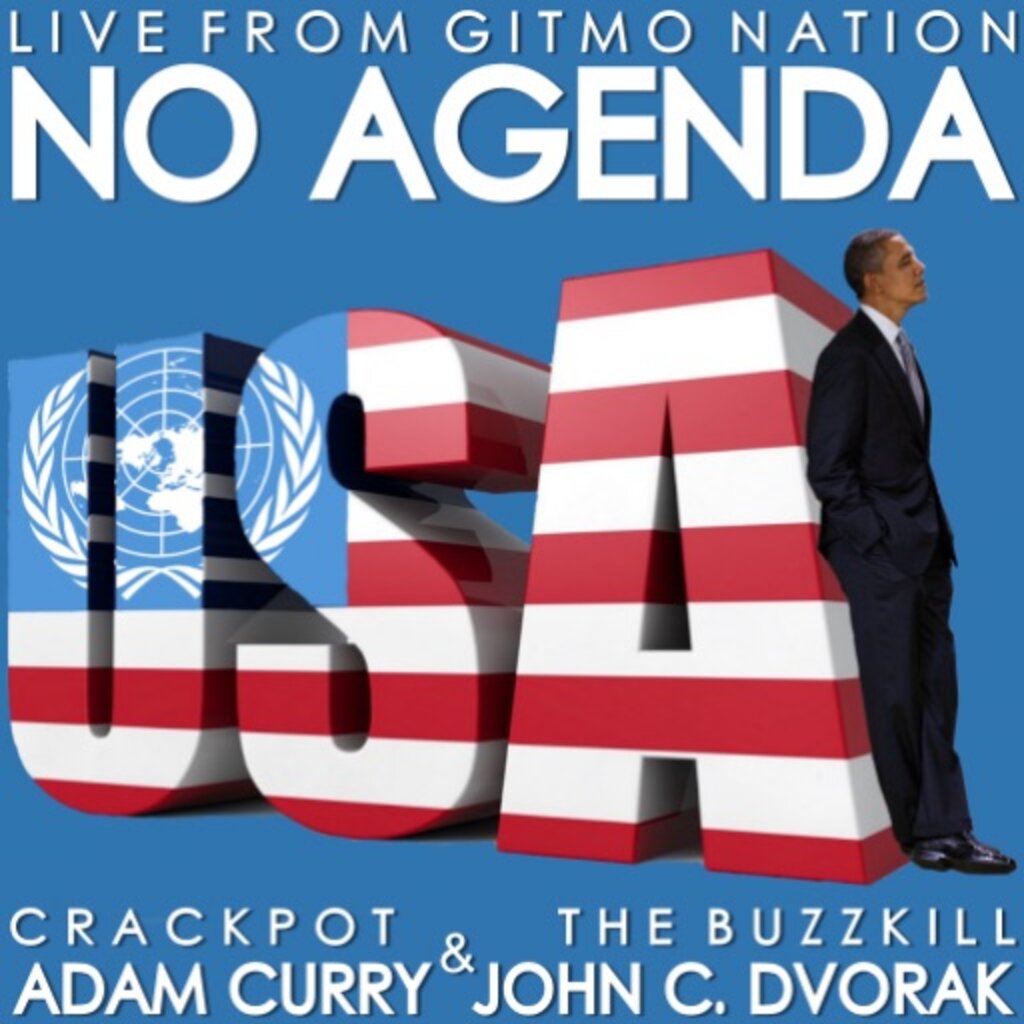 LIVE FROM GITMO NATION
NO AGENDA
USA
CRACKPOT & THE BUZZKILL
ADAM CURRY JOHN C. DVORAK